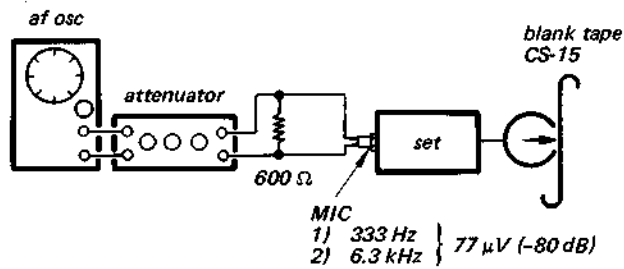 af osc
attenuator
600 Ω
MIC
1) 333 Hz
2) 6.3 kHz
77 μV (-80 dB)
set
blank tape
CS-15